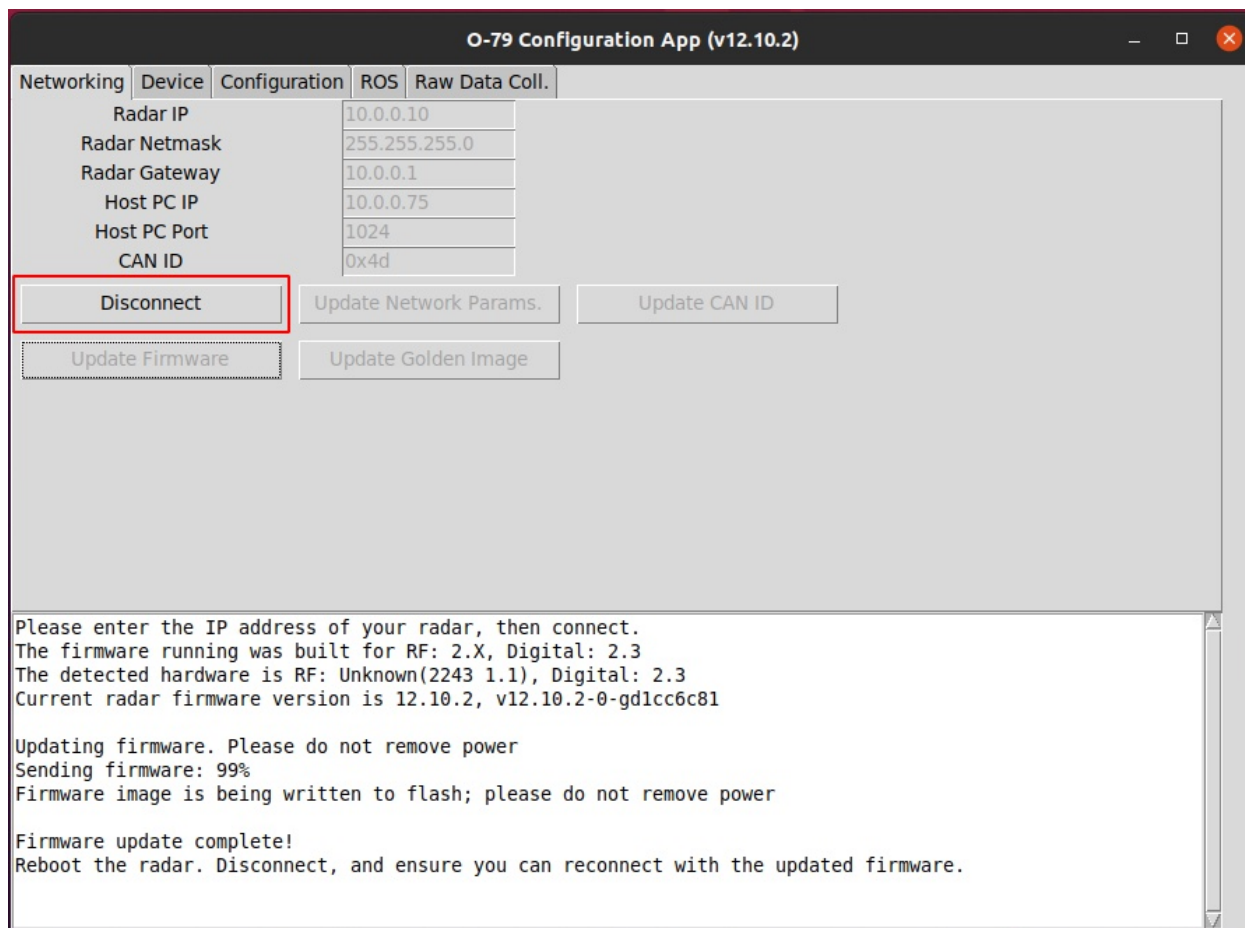 O-79 Configuration App (v12.10.2)
Networking Device Configuration ROS Raw Data Coll.
Radar IP 10.0.0.10
Radar Netmask 255.255.255.0
Radar Gateway 10.0.0.1
Host PC IP 10.0.0.75
Host PC Port 1024
CAN ID 0x4d
Disconnect Update Network Params. Update CAN ID
Update Firmware Update Golden Image
Please enter the IP address of your radar, then connect.
The firmware running was built for RF: 2.X, Digital: 2.3
The detected hardware is RF: Unknown(2243 1.1), Digital: 2.3
Current radar firmware version is 12.10.2, v12.10.2-0-gd1cc6c81
Updating firmware. Please do not remove power
Sending firmware: 99%
Firmware image is being written to flash; please do not remove power
Firmware update complete!
Reboot the radar. Disconnect, and ensure you can reconnect with the updated firmware.